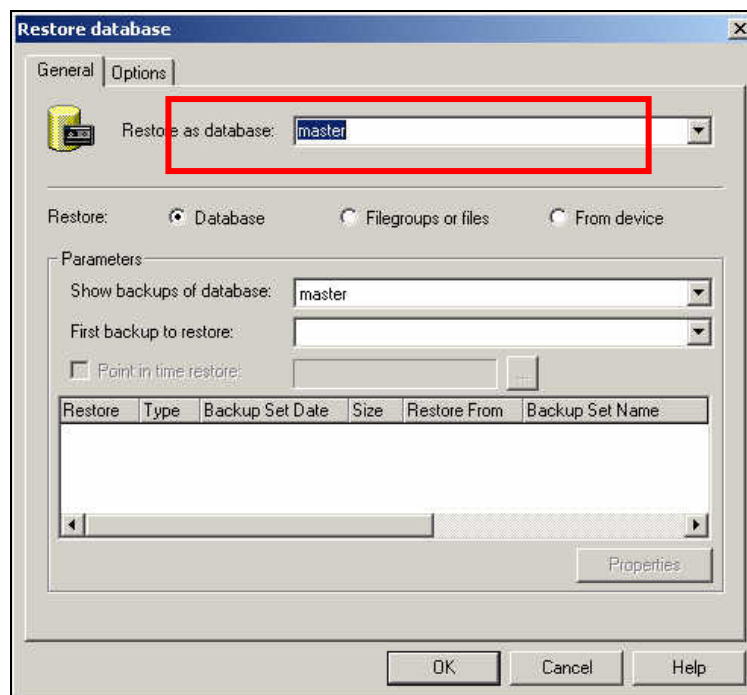 Restore database
General Options
Restore as database: master
Restore: Database Filegroups or files From device
Parameters
Show backups of database: master
First backup to restore:
Point in time restore: ...
Restore Type Backup Set Date Size Restore From Backup Set Name
Properties
OK Cancel Help